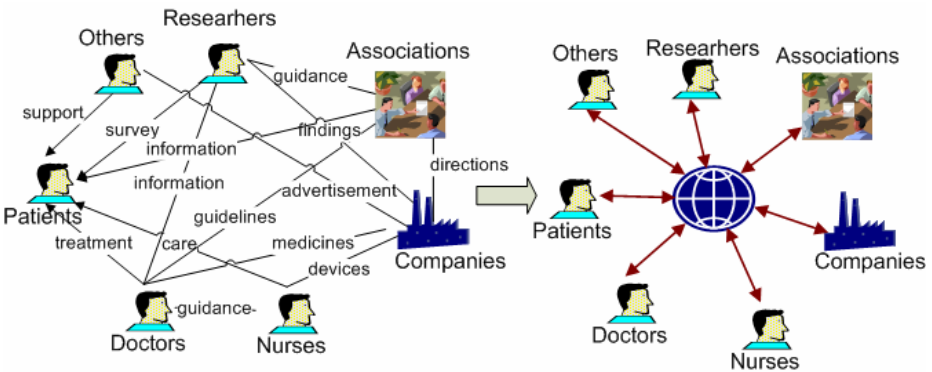 Researhers
Others
Associations
guidance
support
survey
findings
information
directions
information
advertisement
Patients
guidelines
treatment
care
medicines
Companies
devices
guidance
Doctors
Nurses
Researhers
Others
Associations
Patients
Companies
Doctors
Nurses